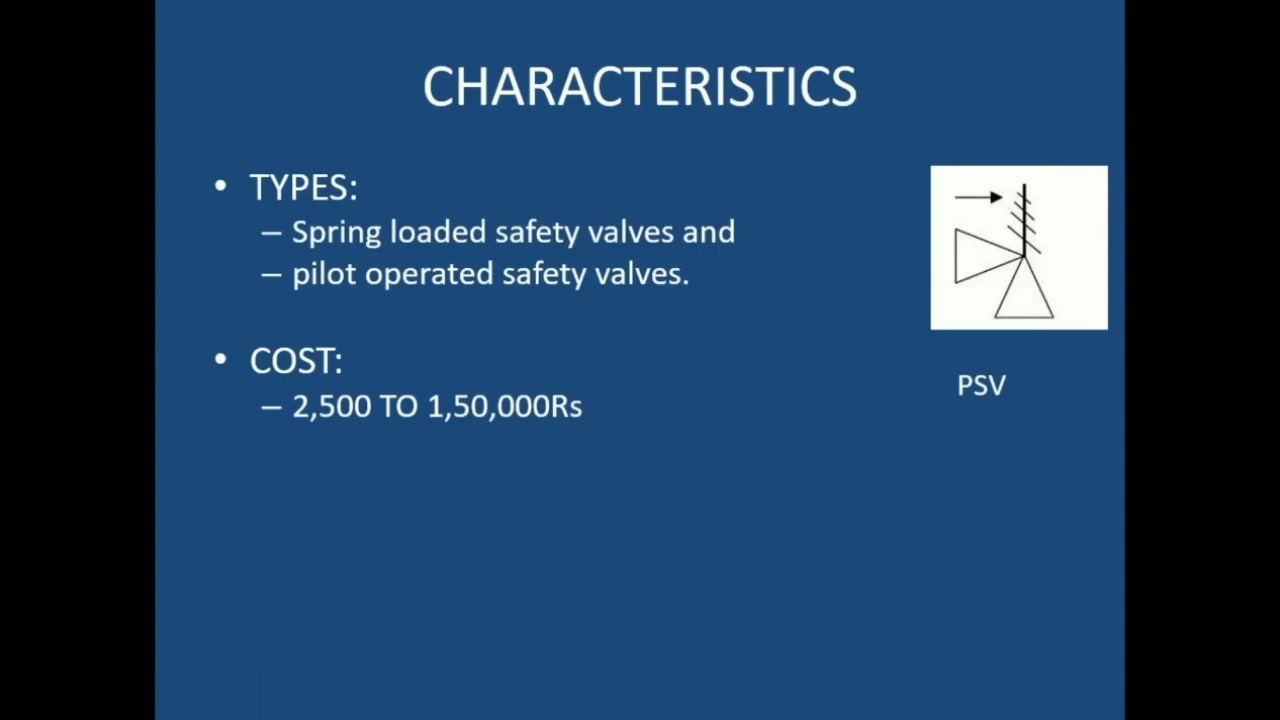 CHARACTERISTICS
• TYPES:
– Spring loaded safety valves and
– pilot operated safety valves.
• COST:
– 2,500 TO 1,50,000Rs
PSV